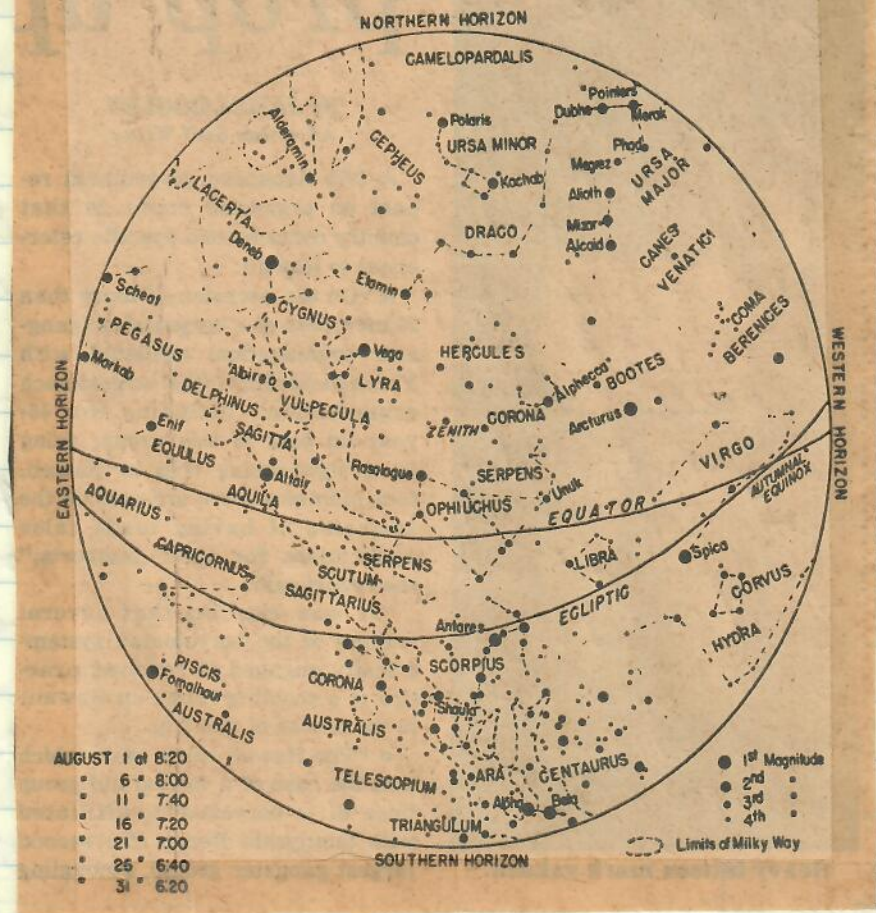 NORTHERN HORIZON
CAMELOPARDALIS
Pointers
Dubhe
Merak
Polaris
Alderamin
CEPHEUS
URSA MINOR
Phad
Megrez
URSA
MAJOR
Kochab
Alioth
LACERTA
DRACO
Mizar
Alcaid
CANES
VENATICI
Deneb
Etamin
Scheat
CYGNUS
COMA
BERENICES
PEGASUS
Vega
HERCULES
Markab
Albireo
LYRA
Alphecca
BOOTES
DELPHINUS
VULPECULA
CORONA
Arcturus
Enif
SAGITTA
ZENITH
EQUULUS
Rasalague
SERPENS
VIRGO
EASTERN HORIZON
WESTERN HORIZON
Altair
AQUILA
OPHIUCHUS
Unuk
EQUATOR
AUTUMNAL
EQUINOX
AQUARIUS
CAPRICORNUS
SERPENS
SCUTUM
LIBRA
Spica
SAGITTARIUS
ECLIPTIC
CORVUS
Antares
HYDRA
PISCIS
Fomalhaut
AUSTRALIS
CORONA
AUSTRALIS
SCORPIUS
Shaula
TELESCOPIUM
ARA
CENTAURUS
Alpha
Beta
TRIANGULUM
SOUTHERN HORIZON
AUGUST 1 at 8:20
" 6 " 8:00
" 11 " 7:40
" 16 " 7:20
" 21 " 7:00
" 26 " 6:40
" 31 " 6:20
1st Magnitude
2nd "
3rd "
4th "
Limits of Milky Way